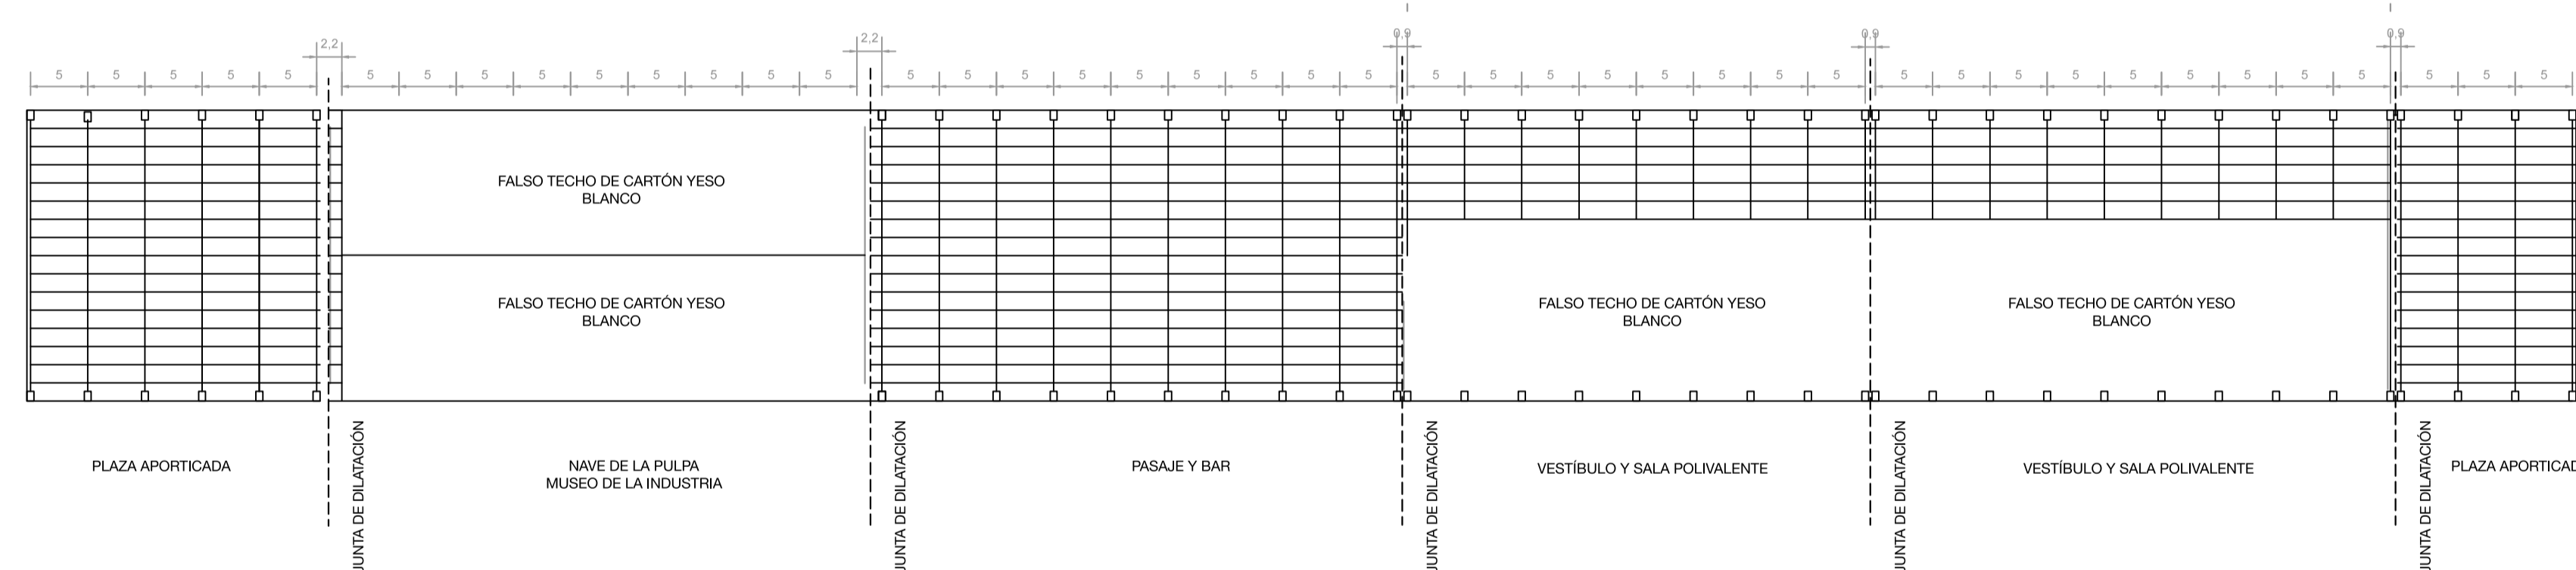 2,2 2,2 0,9 0,9 0,9
5 5 5 5 5 5 5 5 5 5 5 5 5 5 5 5 5 5 5 5 5 5 5 5 5 5 5 5 5 5 5 5 5 5 5 5 5 5 5 5 5 5 5
FALSO TECHO DE CARTÓN YESO
BLANCO
FALSO TECHO DE CARTÓN YESO
BLANCO
FALSO TECHO DE CARTÓN YESO
BLANCO
FALSO TECHO DE CARTÓN YESO
BLANCO
PLAZA APORTICADA
JUNTA DE DILATACIÓN
NAVE DE LA PULPA
MUSEO DE LA INDUSTRIA
JUNTA DE DILATACIÓN
PASAJE Y BAR
JUNTA DE DILATACIÓN
VESTÍBULO Y SALA POLIVALENTE
JUNTA DE DILATACIÓN
VESTÍBULO Y SALA POLIVALENTE
JUNTA DE DILATACIÓN
PLAZA APORTICAD